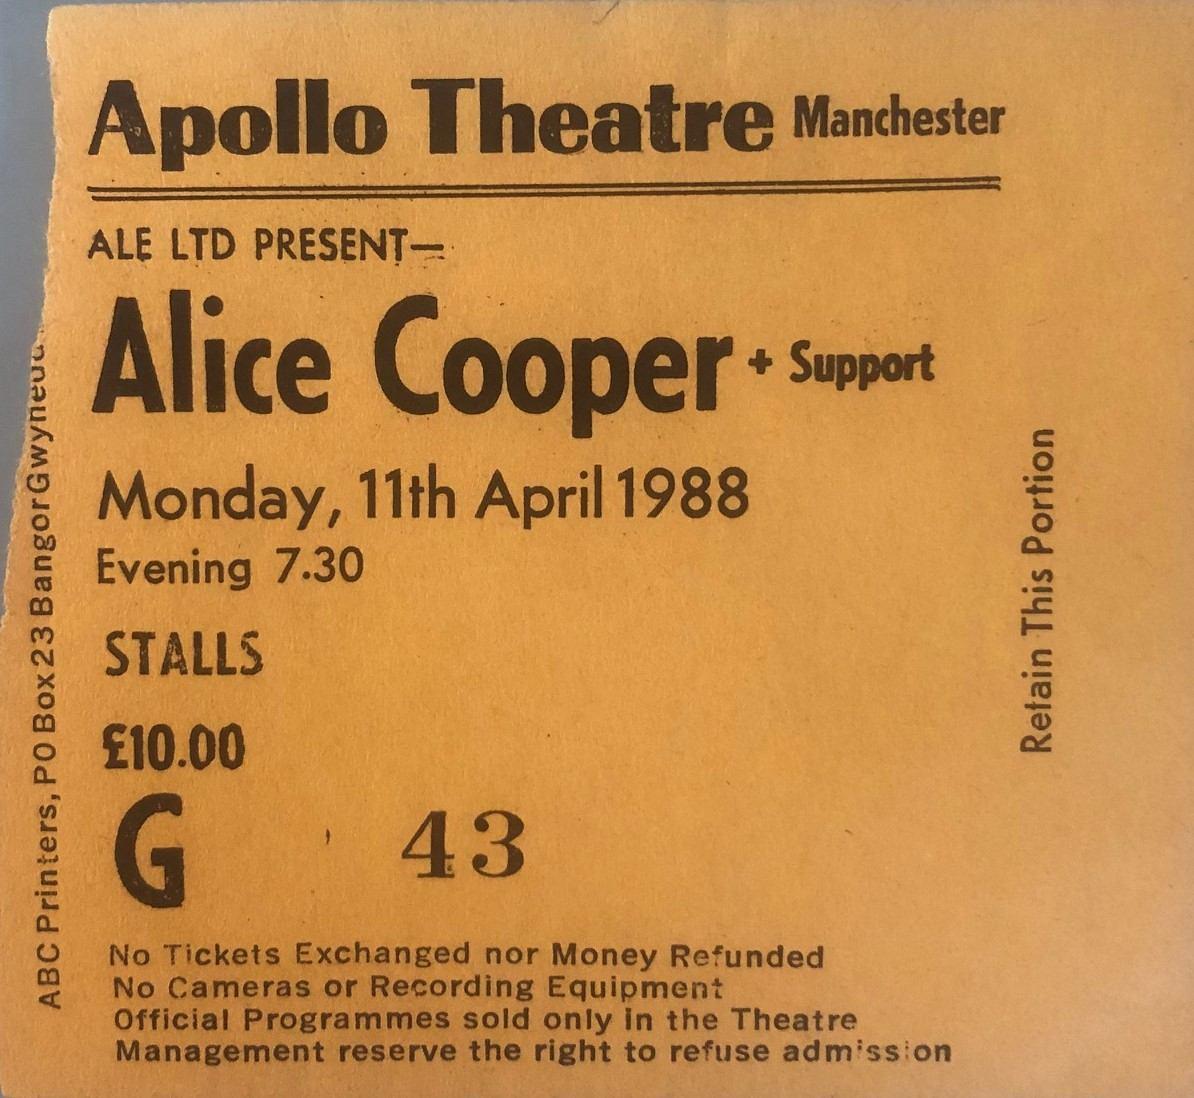 Apollo Theatre Manchester
ALE LTD PRESENT—
Alice Cooper + Support
Monday, 11th April 1988
Evening 7.30
STALLS
£10.00
G 43
No Tickets Exchanged nor Money Refunded
No Cameras or Recording Equipment
Official Programmes sold only in the Theatre
Management reserve the right to refuse admission
Retain This Portion
ABC Printers, PO Box 23 Bangor Gwynedd